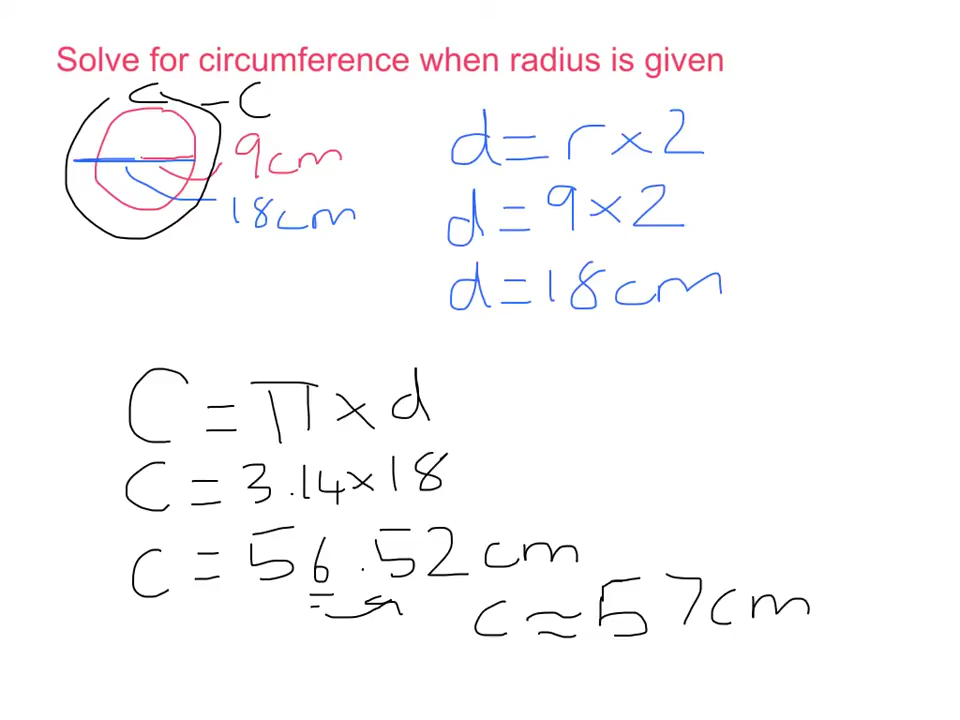 Solve for circumference when radius is given
C
9cm
18cm
d=r×2
d=9×2
d=18cm
C=π×d
C=3.14×18
C=56.52cm
C≈57cm